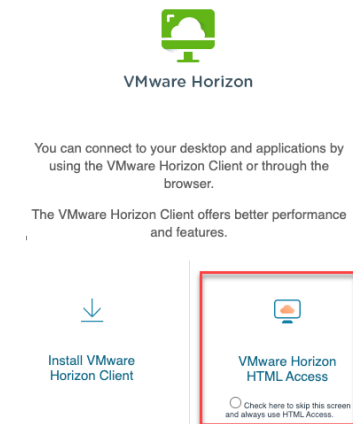 VMware Horizon
You can connect to your desktop and applications by
using the VMware Horizon Client or through the
browser.
The VMware Horizon Client offers better performance
and features.
Install VMware
Horizon Client
VMware Horizon
HTML Access
Check here to skip this screen
and always use HTML Access.